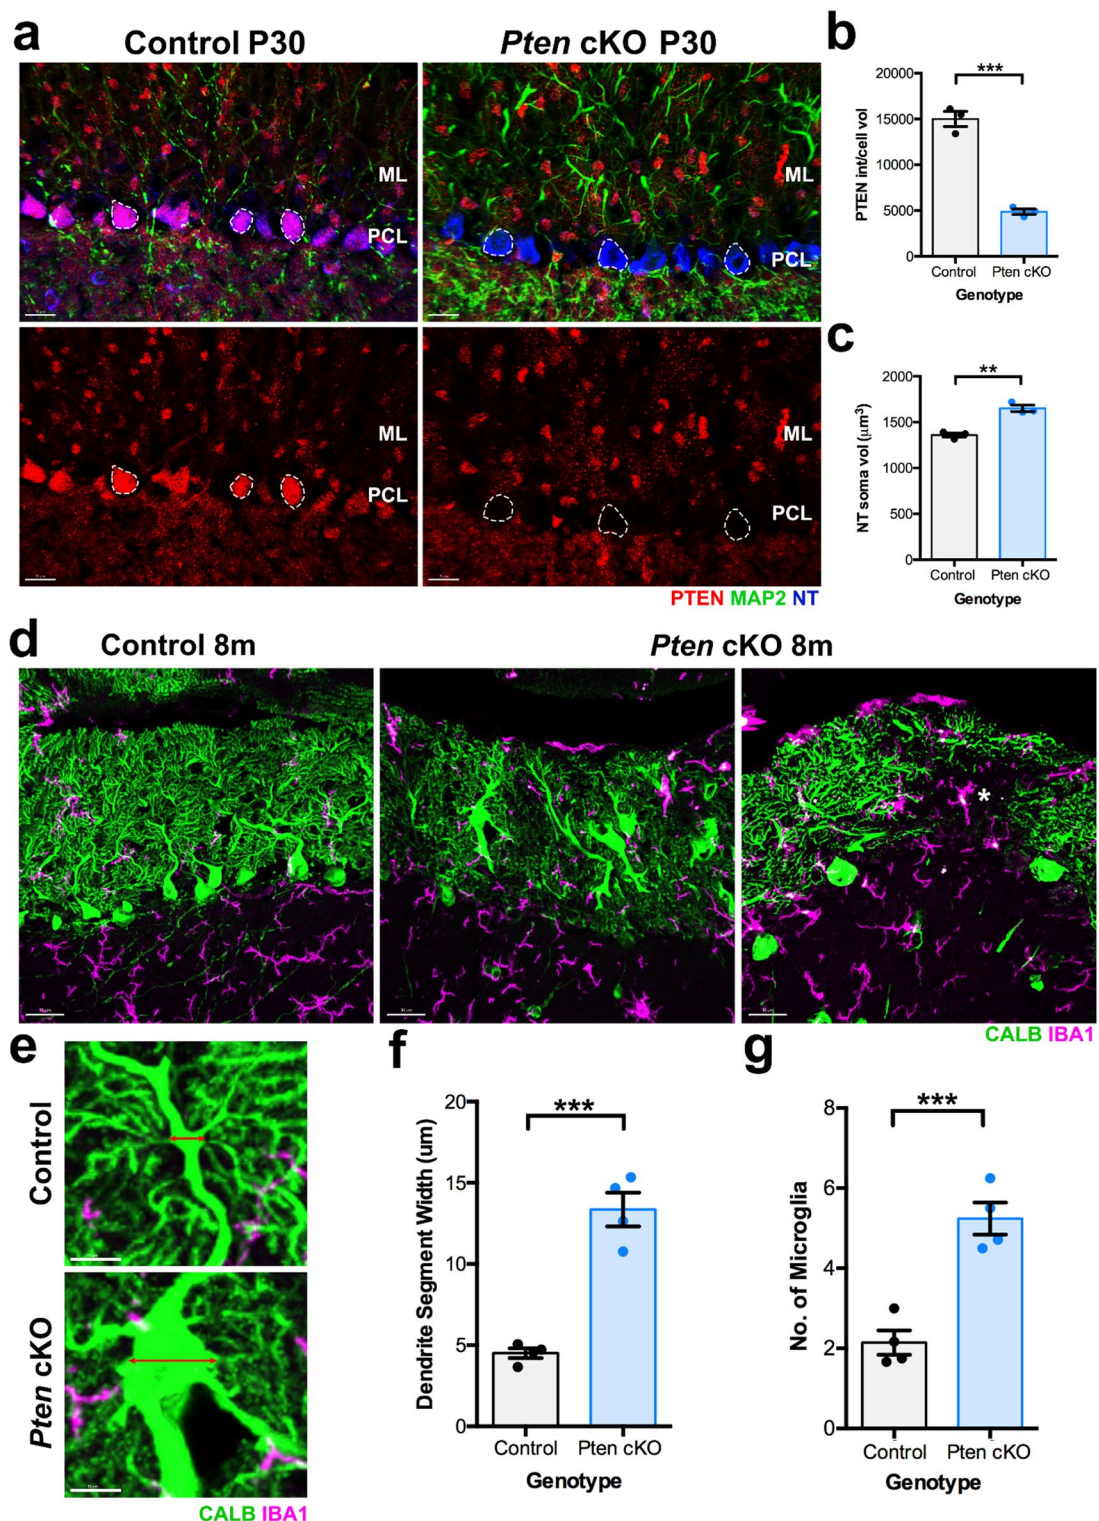 a
Control P30
Pten cKO P30
ML
PCL
ML
PCL
ML
PCL
ML
PCL
PTEN MAP2 NT
b
***
20000
15000
10000
5000
0
PTEN int/cell vol
Control
Pten cKO
Genotype
c
**
2000
1500
1000
500
0
NT soma vol (μm³)
Control
Pten cKO
Genotype
d
Control 8m
Pten cKO 8m
*
CALB IBA1
e
Control
Pten cKO
CALB IBA1
f
***
20
15
10
5
0
Dendrite Segment Width (um)
Control
Pten cKO
Genotype
g
***
8
6
4
2
0
No. of Microglia
Control
Pten cKO
Genotype